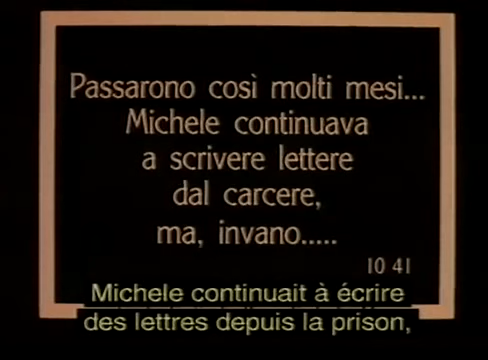 Passarono così molti mesi...
Michele continuava
a scrivere lettere
dal carcere,
ma, invano.....
10 41
Michele continuait à écrire
des lettres depuis la prison,